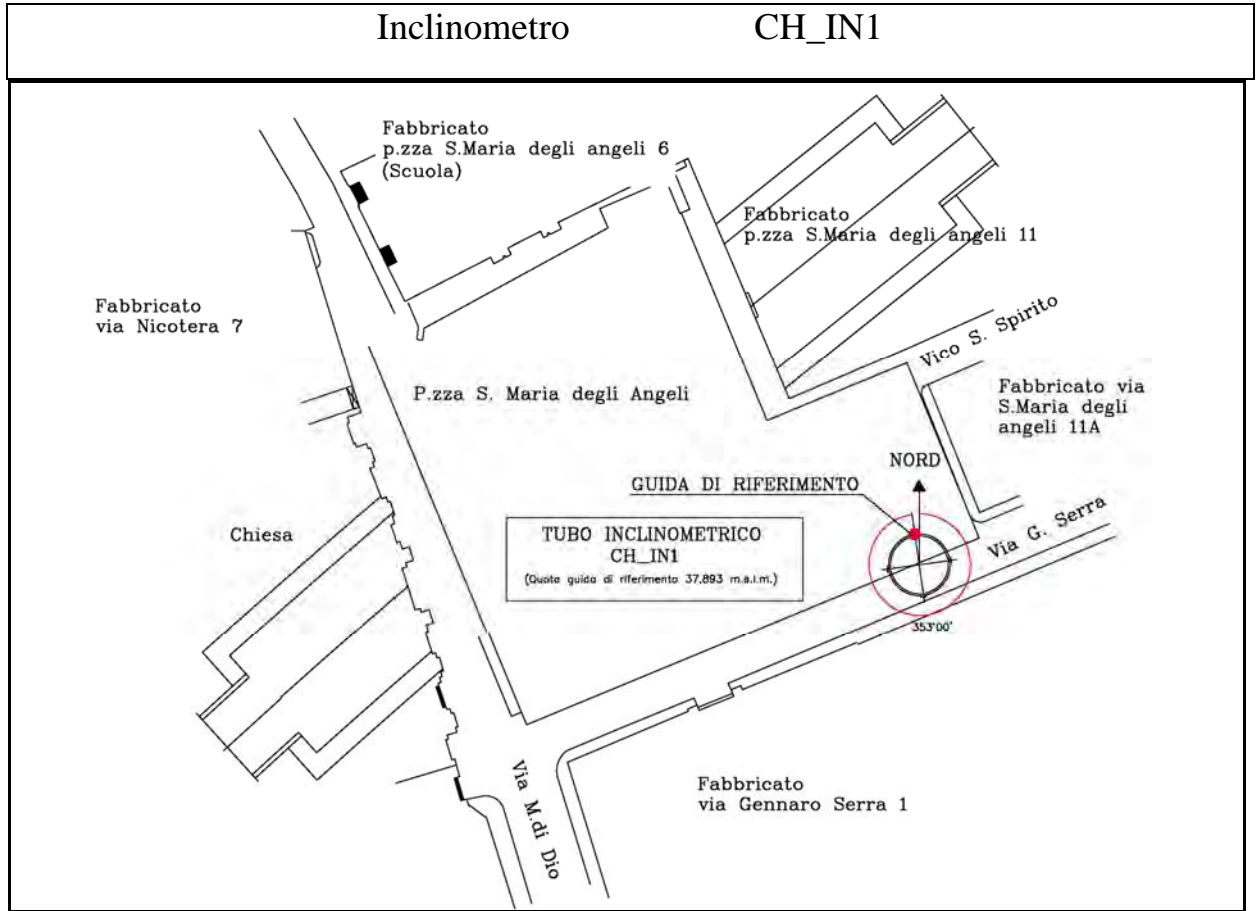 Inclinometro CH_IN1
Fabbricato
p.zza S.Maria degli angeli 6
(Scuola)
Fabbricato
p.zza S.Maria degli angeli 11
Fabbricato
via Nicotera 7
Vico S. Spirito
P.zza S. Maria degli Angeli
Fabbricato via
S.Maria degli
angeli 11A
NORD
GUIDA DI RIFERIMENTO
Chiesa
TUBO INCLINOMETRICO
CH_IN1
(Quota guida di riferimento 37,893 m.s.l.m.)
Via G. Serra
353°00'
Via M.di Dio
Fabbricato
via Gennaro Serra 1